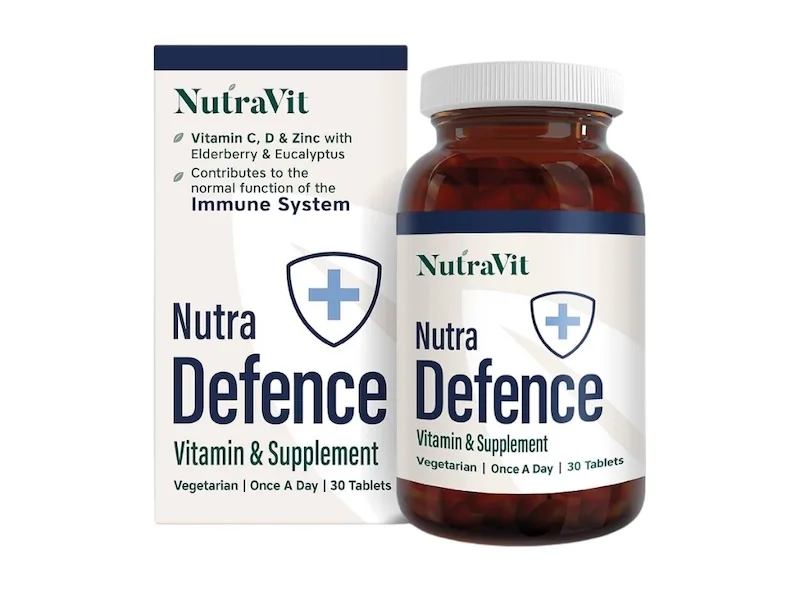 NutraVit
Vitamin C, D & Zinc with
Elderberry & Eucalyptus
Contributes to the
normal function of the
Immune System
Nutra
Defence
Vitamin & Supplement
Vegetarian | Once A Day | 30 Tablets
NutraVit
Nutra
Defence
Vitamin & Supplement
Vegetarian | Once A Day | 30 Tablets